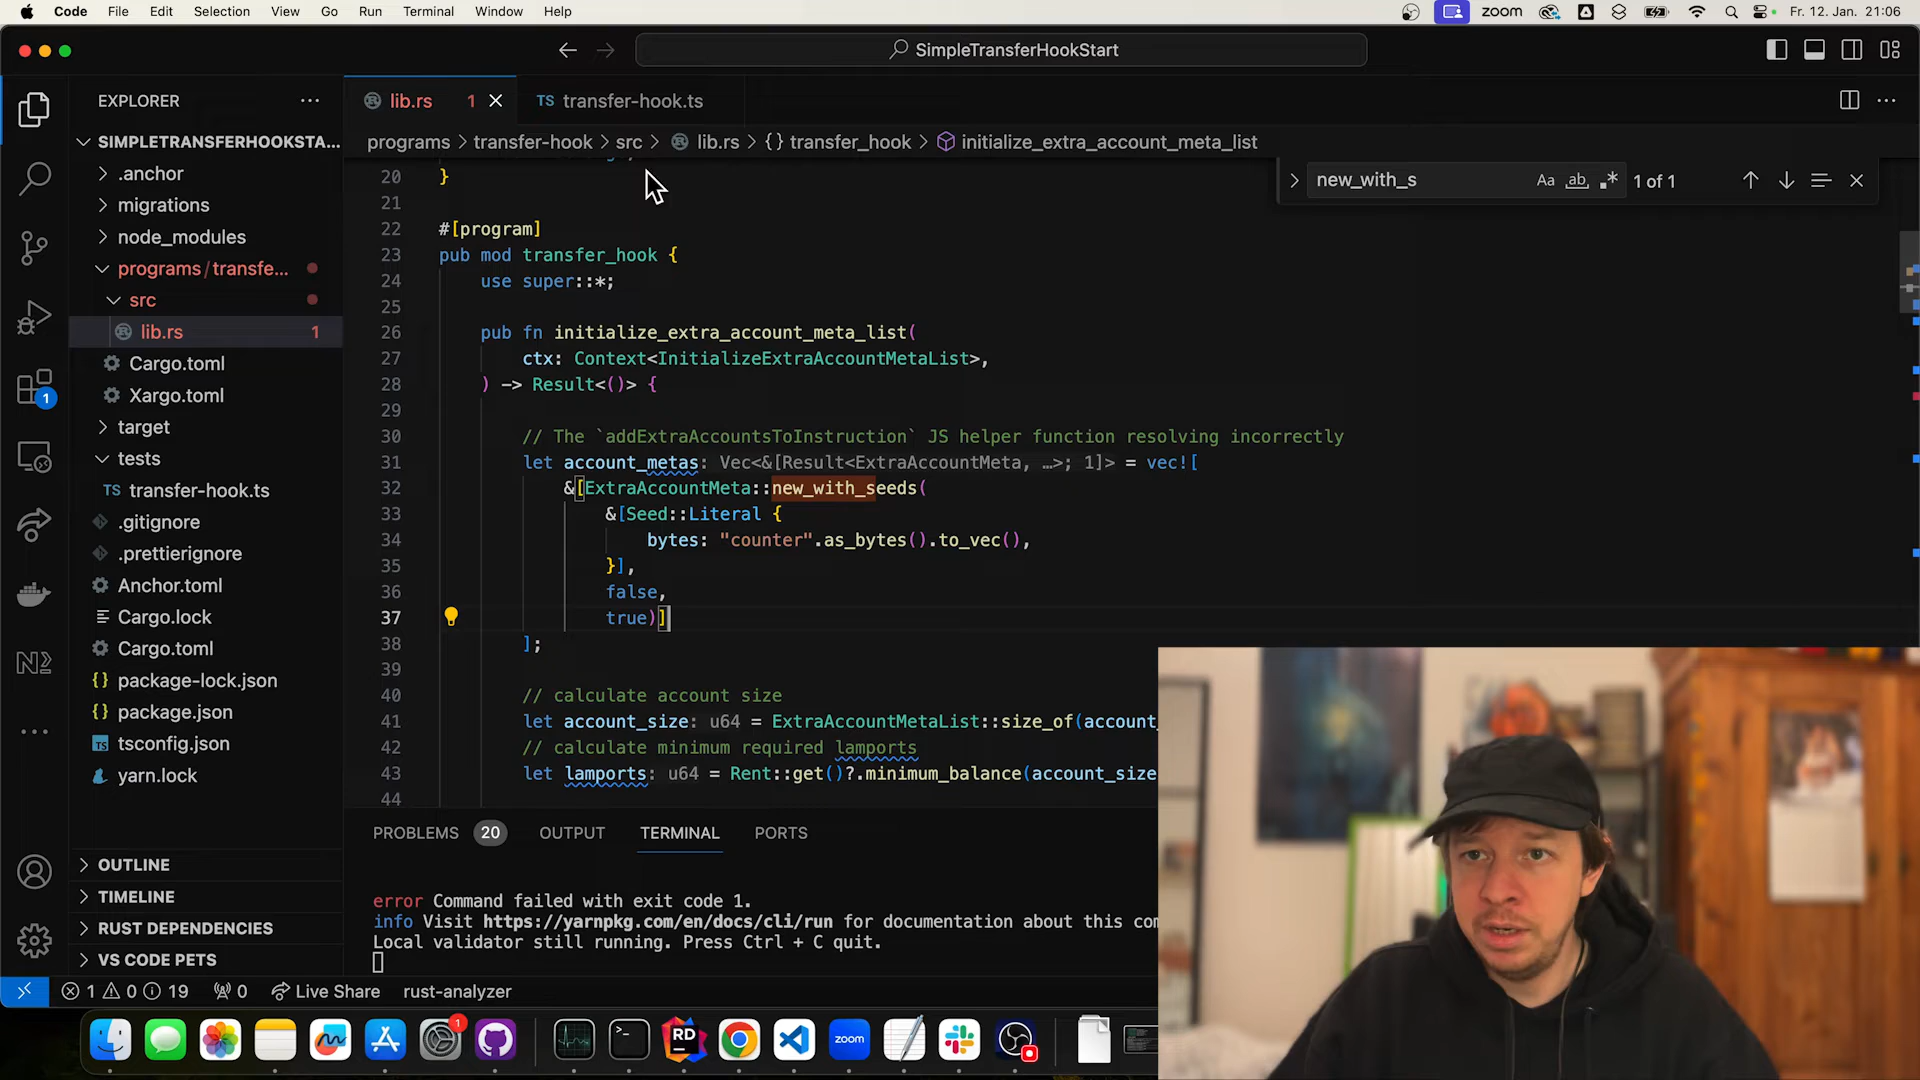 Code File Edit Selection View Go Run Terminal Window Help
zoom Fr. 12. Jan. 21:06
SimpleTransferHookStart
EXPLORER
lib.rs 1
TS transfer-hook.ts
programs > transfer-hook > src > lib.rs > {} transfer_hook > initialize_extra_account_meta_list
new_with_s Aa ab 1 of 1
SIMPLETRANSFERHOOKSTA...
.anchor
migrations
node_modules
programs/transfe...
src
lib.rs 1
Cargo.toml
Xargo.toml
target
tests
TS transfer-hook.ts
.gitignore
.prettierignore
Anchor.toml
Cargo.lock
Cargo.toml
{} package-lock.json
{} package.json
tsconfig.json
yarn.lock
OUTLINE
TIMELINE
RUST DEPENDENCIES
VS CODE PETS
1
20 }
21
22 #[program]
23 pub mod transfer_hook {
24 use super::*;
25
26 pub fn initialize_extra_account_meta_list(
27 ctx: Context<InitializeExtraAccountMetaList>,
28 ) -> Result<()> {
29
30 // The `addExtraAccountsToInstruction` JS helper function resolving incorrectly
31 let account_metas: Vec<&[Result<ExtraAccountMeta, …>; 1]> = vec![
32 &[ExtraAccountMeta::new_with_seeds(
33 &[Seed::Literal {
34 bytes: "counter".as_bytes().to_vec(),
35 }],
36 false,
37 true)]
38 ];
39
40 // calculate account size
41 let account_size: u64 = ExtraAccountMetaList::size_of(account_
42 // calculate minimum required lamports
43 let lamports: u64 = Rent::get()?.minimum_balance(account_size
44
PROBLEMS 20 OUTPUT TERMINAL PORTS
error Command failed with exit code 1.
info Visit https://yarnpkg.com/en/docs/cli/run for documentation about this com
Local validator still running. Press Ctrl + C quit.
1 0 19 0 Live Share rust-analyzer
1
RD
zoom